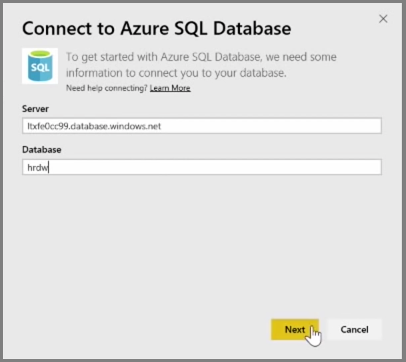 Connect to Azure SQL Database
SQL
To get started with Azure SQL Database, we need some
information to connect you to your database.
Need help connecting? Learn More
Server
ltxfe0cc99.database.windows.net
Database
hrdw
Next
Cancel